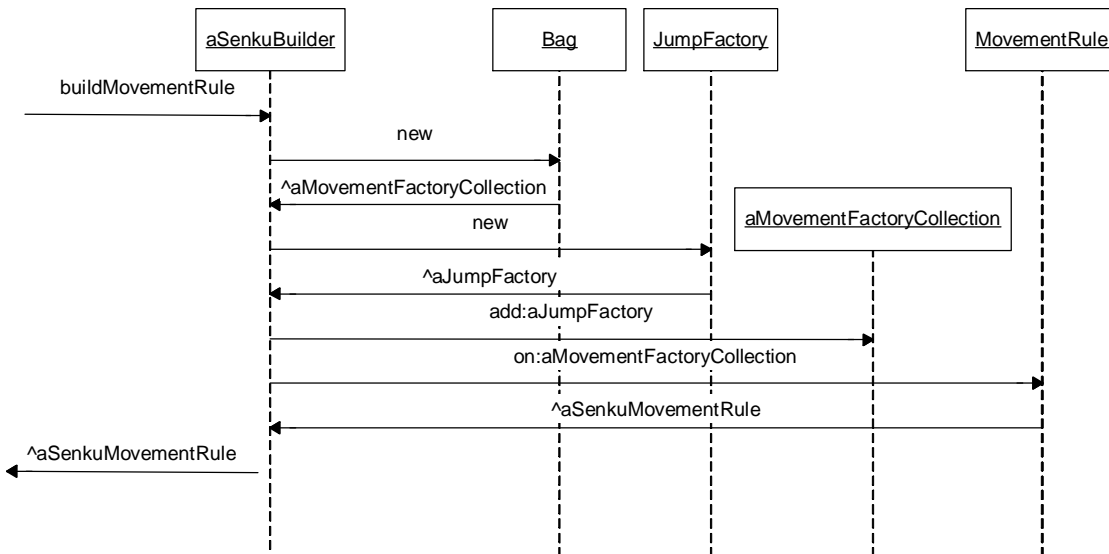 aSenkuBuilder
Bag
JumpFactory
MovementRule
buildMovementRule
new
^aMovementFactoryCollection
aMovementFactoryCollection
new
^aJumpFactory
add:aJumpFactory
on:aMovementFactoryCollection
^aSenkuMovementRule
^aSenkuMovementRule